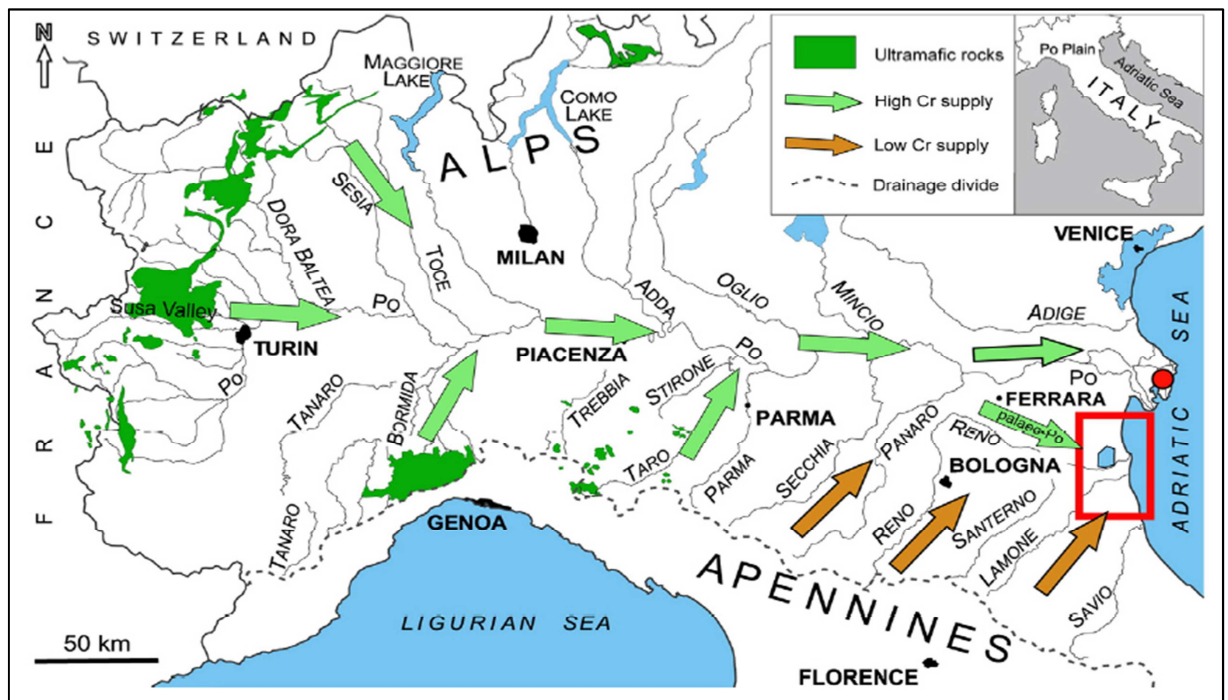 N
SWITZERLAND
MAGGIORE
LAKE
COMO
LAKE
ALPS
Ultramafic rocks
High Cr supply
Low Cr supply
Drainage divide
Po Plain
Adriatic Sea
ITALY
FRANCE
SESIA
DORA BALTEA
TOCE
MILAN
VENICE
Susa Valley
PO
ADDA
OGLIO
MINCIO
ADIGE
TURIN
PIACENZA
PO
PO
PO
TANARO
BORMIDA
TREBBIA
STIRONE
TARO
PARMA
PARMA
SECCHIA
PANARO
FERRARA
palaeo-Po
RENO
BOLOGNA
RENO
SANTERNO
LAMONE
SAVIO
TANARO
GENOA
ADRIATIC SEA
APENNINES
LIGURIAN SEA
50 km
FLORENCE